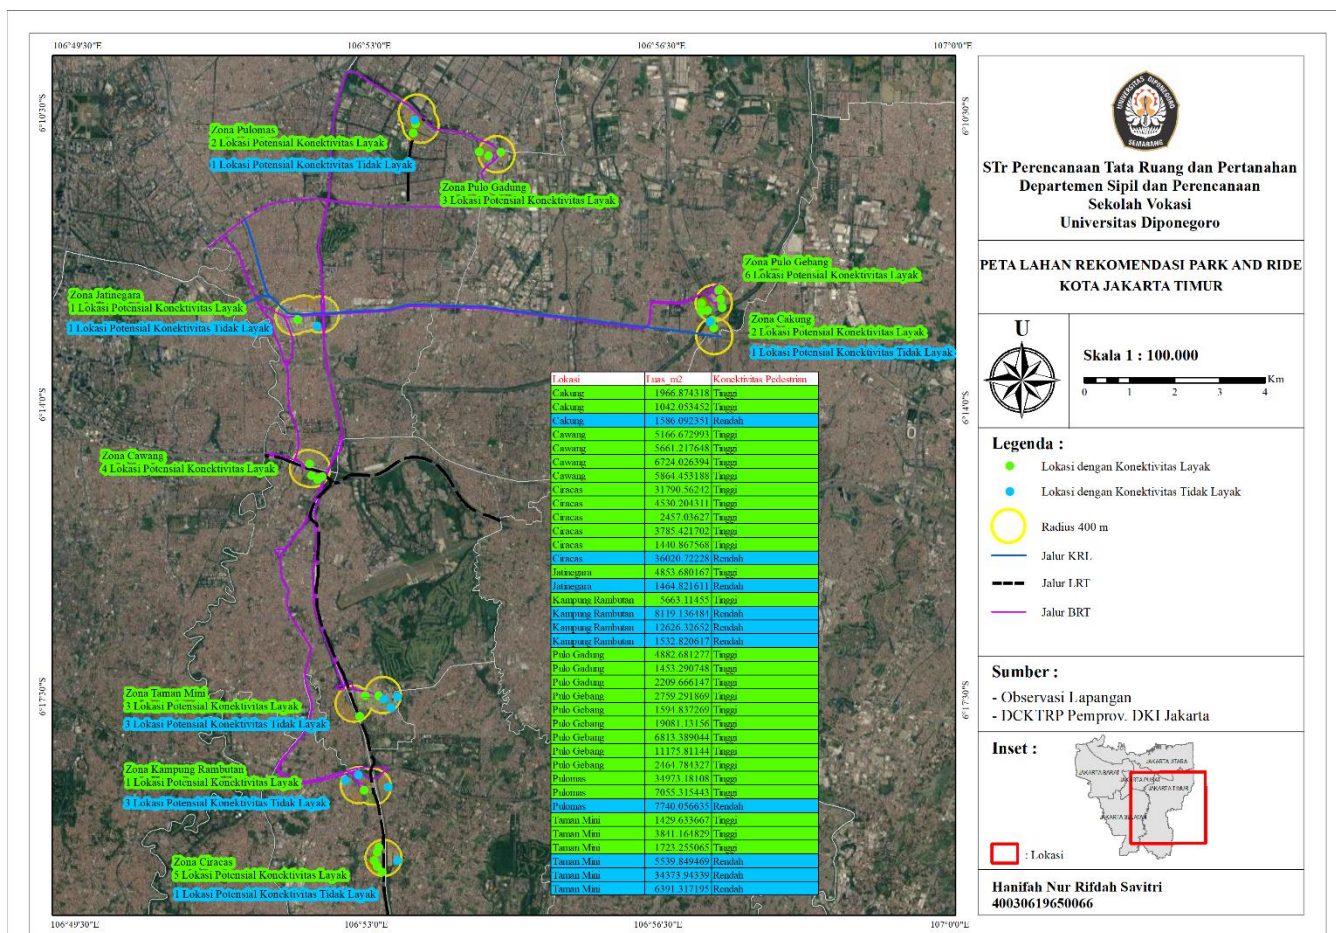 106°49'30"E 106°53'0"E 106°56'30"E 107°0'0"E
6°10'30"S
6°14'0"S
6°17'30"S
6°10'30"S
6°14'0"S
6°17'30"S
106°49'30"E 106°53'0"E 106°56'30"E 107°0'0"E
Zona Pulomas
2 Lokasi Potensial Konektivitas Layak
1 Lokasi Potensial Konektivitas Tidak Layak
Zona Pulo Gadung
3 Lokasi Potensial Konektivitas Layak
Zona Pulo Gebang
6 Lokasi Potensial Konektivitas Layak
Zona Jatinegara
1 Lokasi Potensial Konektivitas Layak
1 Lokasi Potensial Konektivitas Tidak Layak
Zona Cakung
2 Lokasi Potensial Konektivitas Layak
1 Lokasi Potensial Konektivitas Tidak Layak
Zona Cawang
4 Lokasi Potensial Konektivitas Layak
Zona Taman Mini
3 Lokasi Potensial Konektivitas Layak
3 Lokasi Potensial Konektivitas Tidak Layak
Zona Kampung Rambutan
1 Lokasi Potensial Konektivitas Layak
3 Lokasi Potensial Konektivitas Tidak Layak
Zona Ciracas
5 Lokasi Potensial Konektivitas Layak
1 Lokasi Potensial Konektivitas Tidak Layak
Lokasi Luas_m2 Konektivitas Pedestrian
Cakung 1966.874318 Tinggi
Cakung 1042.053452 Tinggi
Cakung 1586.092351 Rendah
Cawang 5166.672993 Tinggi
Cawang 5661.217648 Tinggi
Cawang 6724.026394 Tinggi
Cawang 5864.453188 Tinggi
Ciracas 31790.56242 Tinggi
Ciracas 4530.204311 Tinggi
Ciracas 2457.03627 Tinggi
Ciracas 3785.421702 Tinggi
Ciracas 1440.867568 Tinggi
Ciracas 36020.72228 Rendah
Jatinegara 4853.680167 Tinggi
Jatinegara 1464.821611 Rendah
Kampung Rambutan 5663.11455 Tinggi
Kampung Rambutan 8119.136484 Rendah
Kampung Rambutan 12626.32652 Rendah
Kampung Rambutan 1532.820617 Rendah
Pulo Gadung 4882.681277 Tinggi
Pulo Gadung 1453.290748 Tinggi
Pulo Gadung 2209.666147 Tinggi
Pulo Gebang 2759.291869 Tinggi
Pulo Gebang 1594.837269 Tinggi
Pulo Gebang 19081.13156 Tinggi
Pulo Gebang 6813.389044 Tinggi
Pulo Gebang 11175.81144 Tinggi
Pulo Gebang 2464.784327 Tinggi
Pulomas 34973.18108 Tinggi
Pulomas 7055.315443 Tinggi
Pulomas 7740.056635 Rendah
Taman Mini 1429.633667 Tinggi
Taman Mini 3841.164829 Tinggi
Taman Mini 1723.255065 Tinggi
Taman Mini 5539.849469 Rendah
Taman Mini 34373.94339 Rendah
Taman Mini 6391.317195 Rendah
UNIVERSITAS DIPONEGORO
SEMARANG
STr Perencanaan Tata Ruang dan Pertanahan
Departemen Sipil dan Perencanaan
Sekolah Vokasi
Universitas Diponegoro
PETA LAHAN REKOMENDASI PARK AND RIDE
KOTA JAKARTA TIMUR
U
Skala 1 : 100.000
0 1 2 3 4 Km
Legenda :
Lokasi dengan Konektivitas Layak
Lokasi dengan Konektivitas Tidak Layak
Radius 400 m
Jalur KRL
Jalur LRT
Jalur BRT
Sumber :
- Observasi Lapangan
- DCKTRP Pemprov. DKI Jakarta
Inset :
JAKARTA UTARA
JAKARTA BARAT
JAKARTA PUSAT
JAKARTA TIMUR
JAKARTA SELATAN
: Lokasi
Hanifah Nur Rifdah Savitri
40030619650066